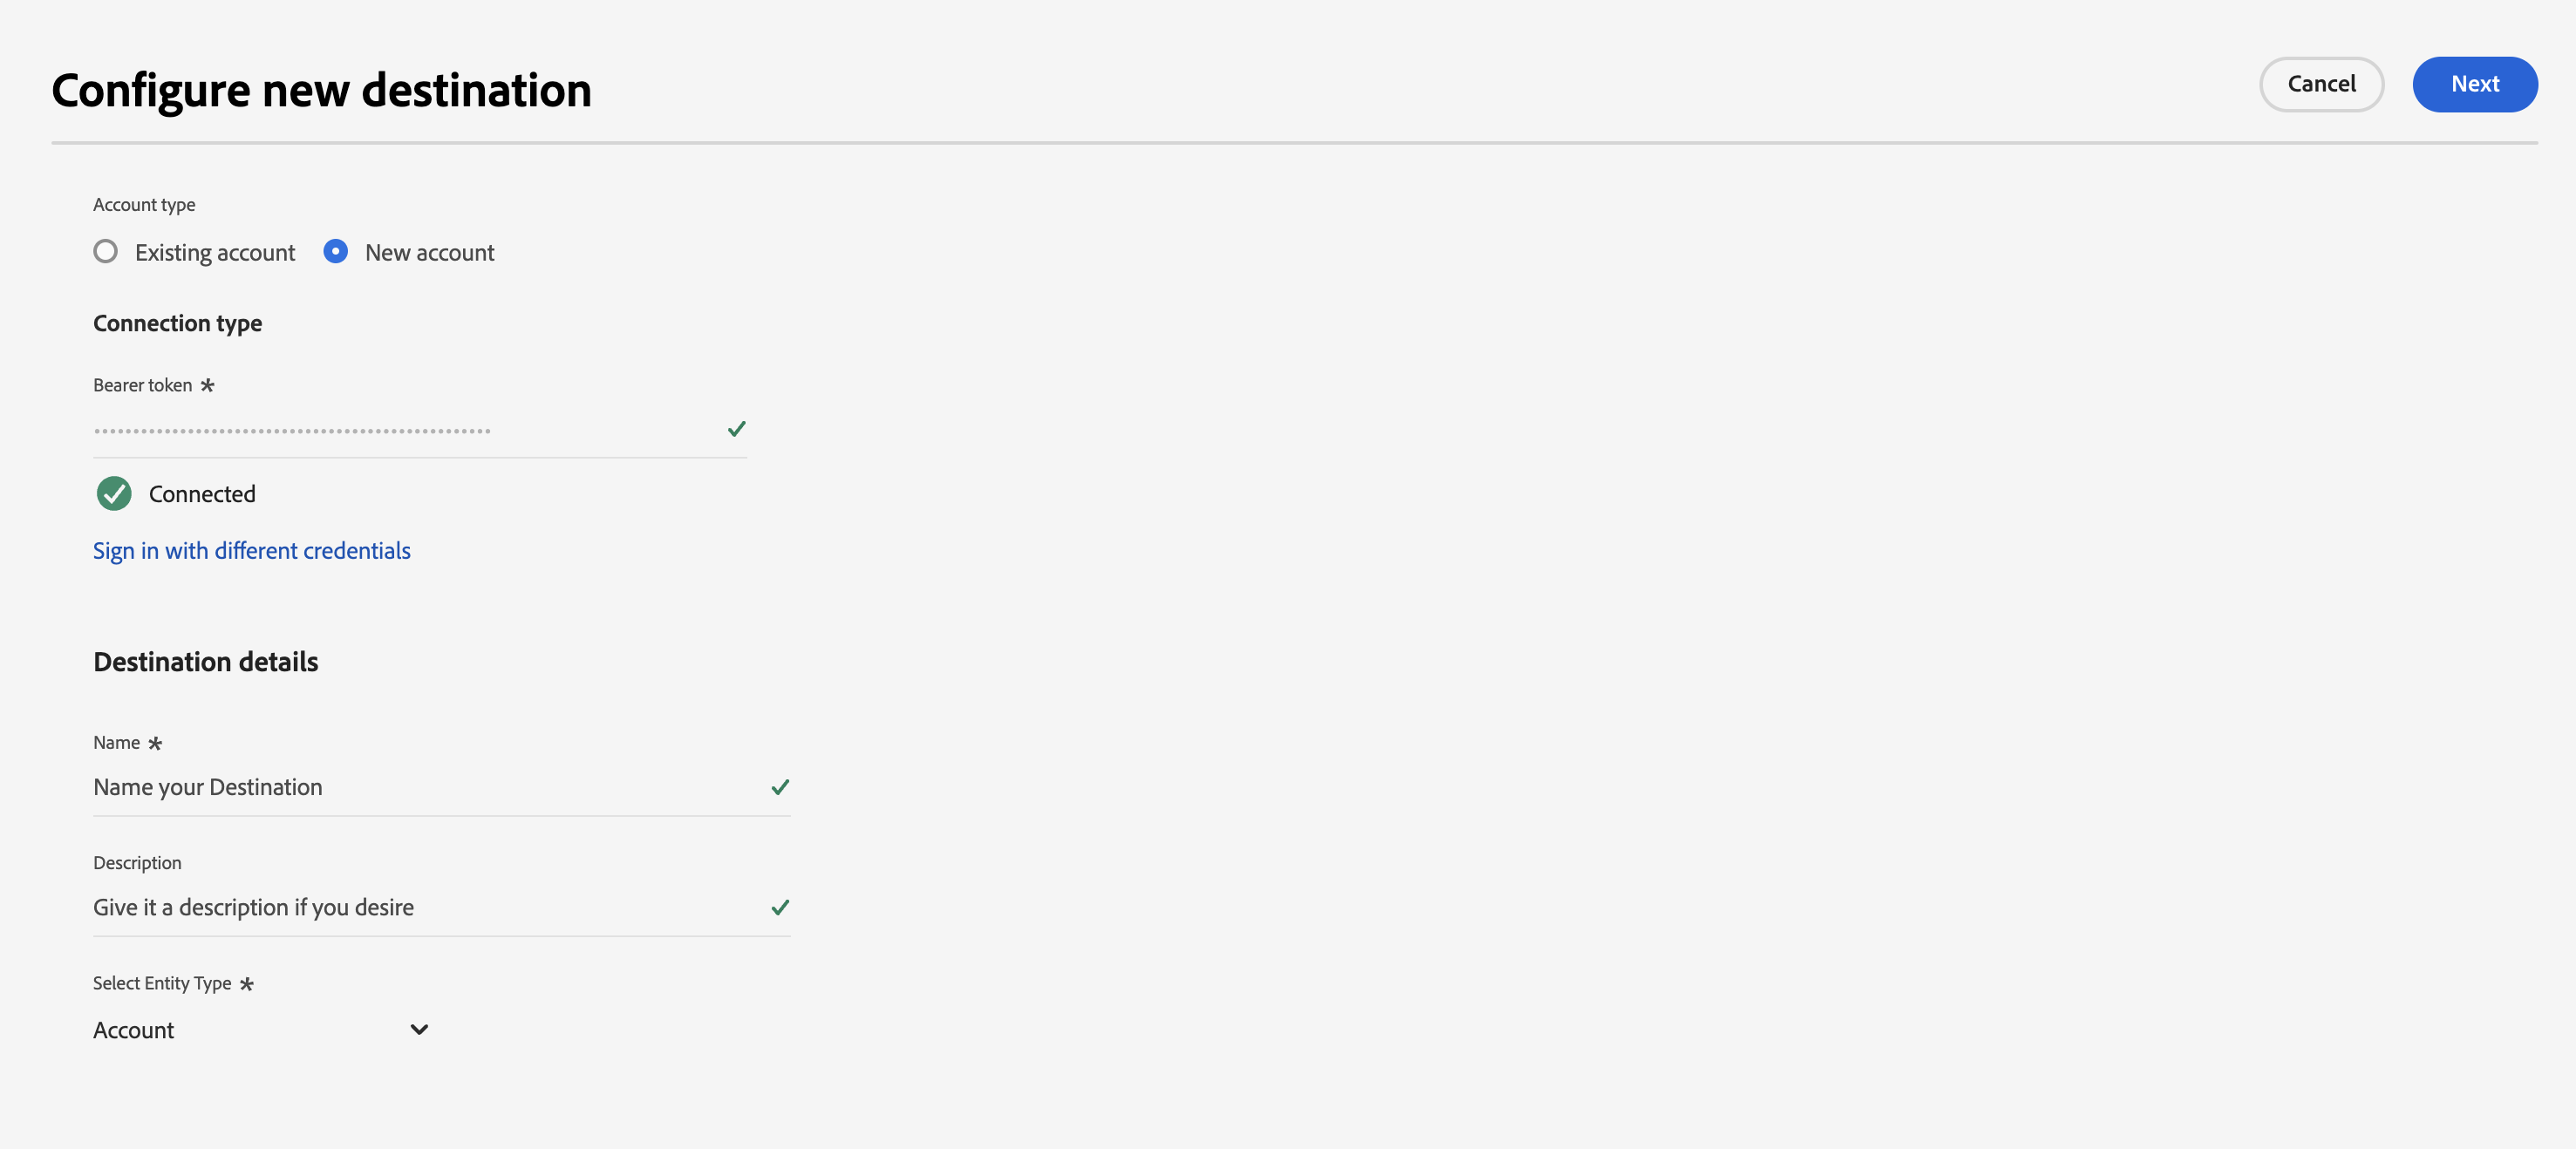 Configure new destination
Cancel
Next
Account type
Existing account
New account
Connection type
Bearer token *
Connected
Sign in with different credentials
Destination details
Name *
Name your Destination
Description
Give it a description if you desire
Select Entity Type *
Account